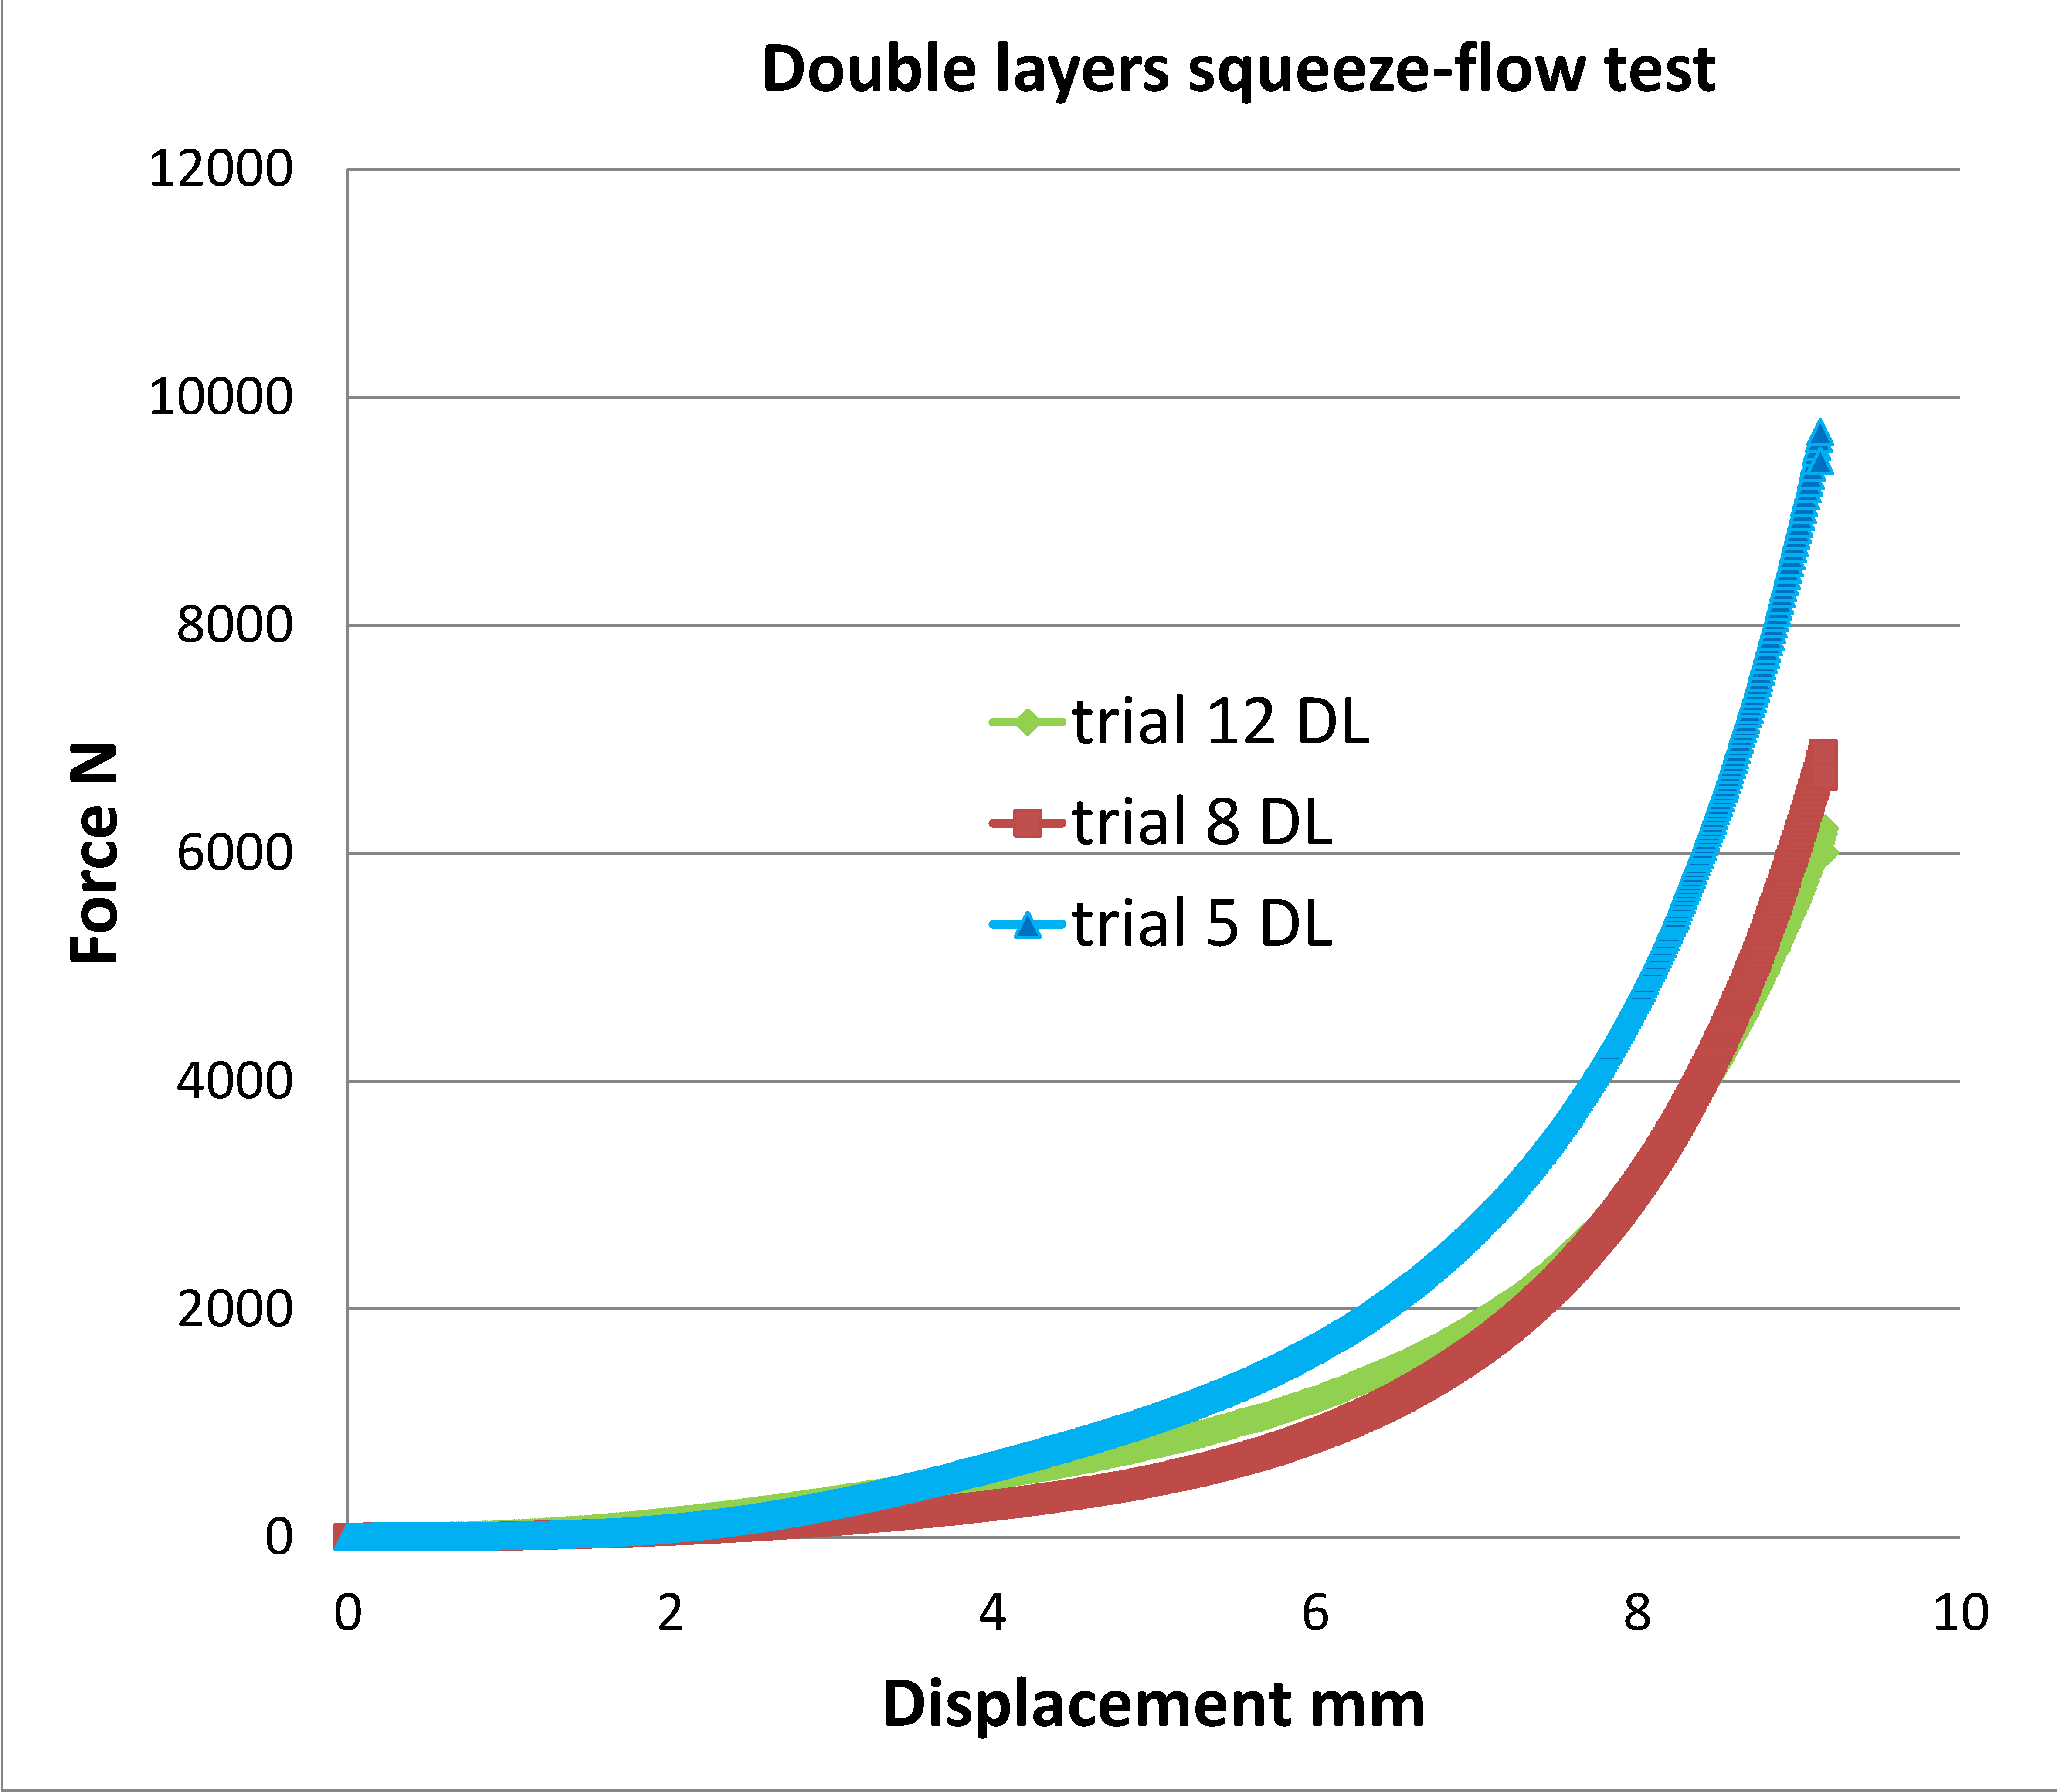 Double layers squeeze-flow test
12000
10000
8000
6000
4000
2000
0
Force N
trial 12 DL
trial 8 DL
trial 5 DL
0 2 4 6 8 10
Displacement mm